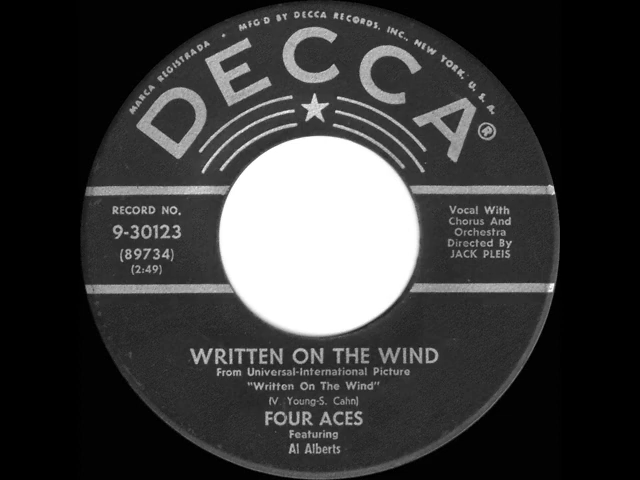 MARCA REGISTRADA • MFG'D BY DECCA RECORDS, INC., NEW YORK, U. S. A.
DECCA®
RECORD NO.
9-30123
(89734)
(2:49)
Vocal With
Chorus And
Orchestra
Directed By
JACK PLEIS
WRITTEN ON THE WIND
From Universal-International Picture
"Written On The Wind"
(V Young-S. Cahn)
FOUR ACES
Featuring
Al Alberts